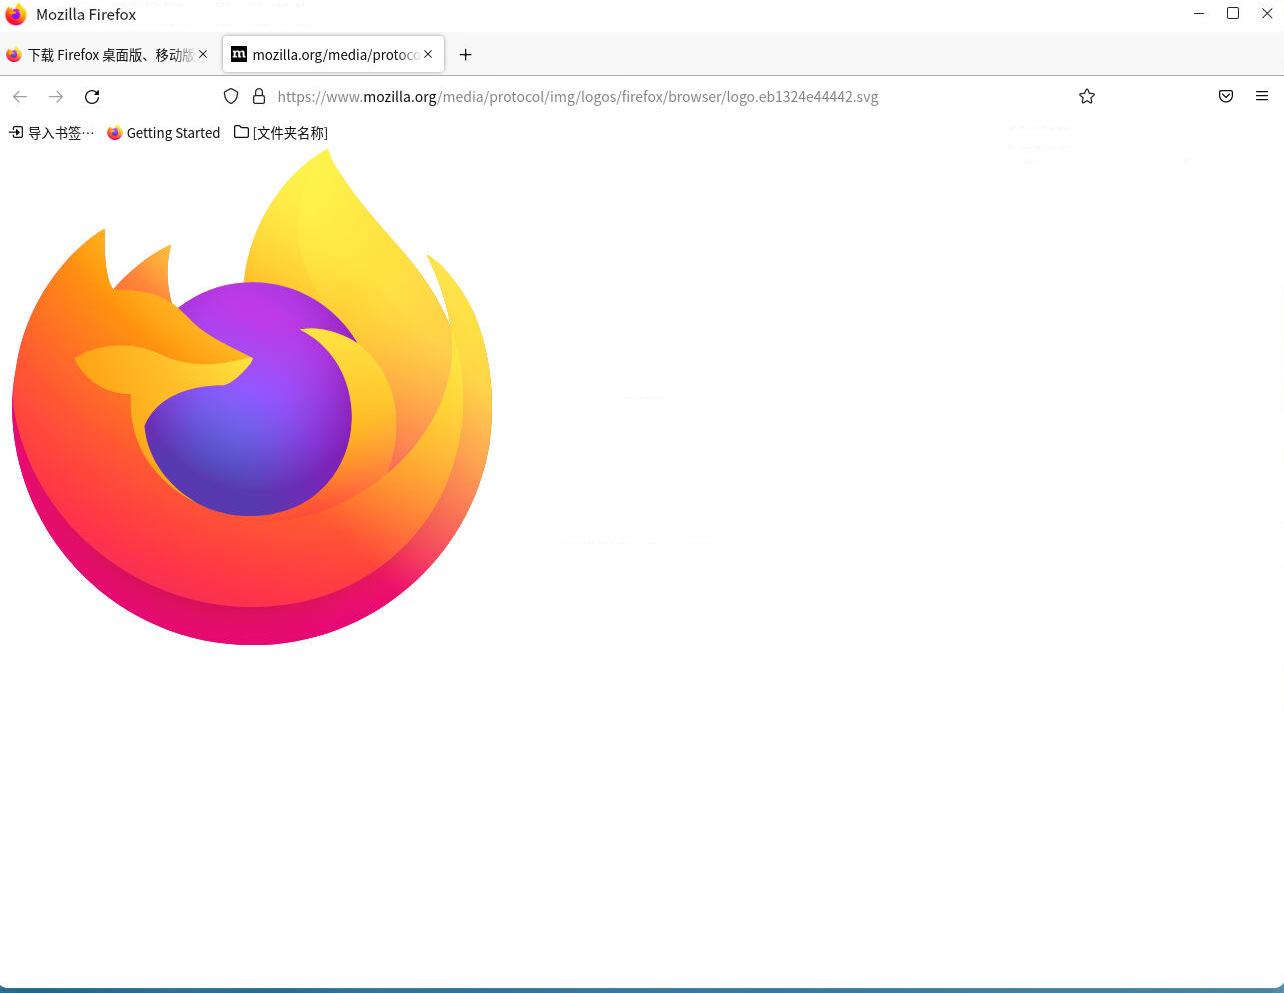 Mozilla Firefox
下载 Firefox 桌面版、移动版
mozilla.org/media/protoco
https://www.mozilla.org/media/protocol/img/logos/firefox/browser/logo.eb1324e44442.svg
导入书签… Getting Started [文件夹名称]